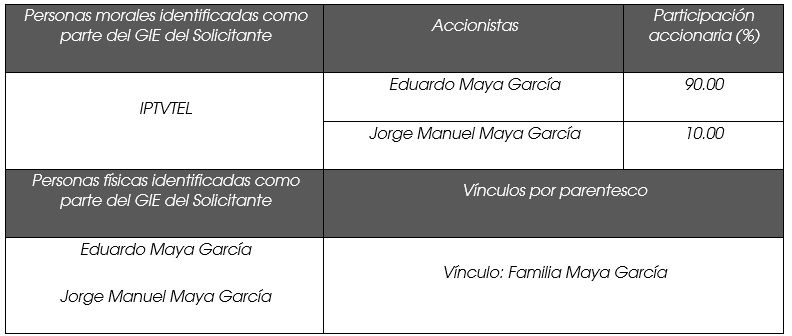 Personas morales identificadas como
parte del GIE del Solicitante
Accionistas
Participación
accionaria (%)
IPTVTEL
Eduardo Maya García
90.00
Jorge Manuel Maya García
10.00
Personas físicas identificadas como
parte del GIE del Solicitante
Vínculos por parentesco
Eduardo Maya García
Jorge Manuel Maya García
Vínculo: Familia Maya García